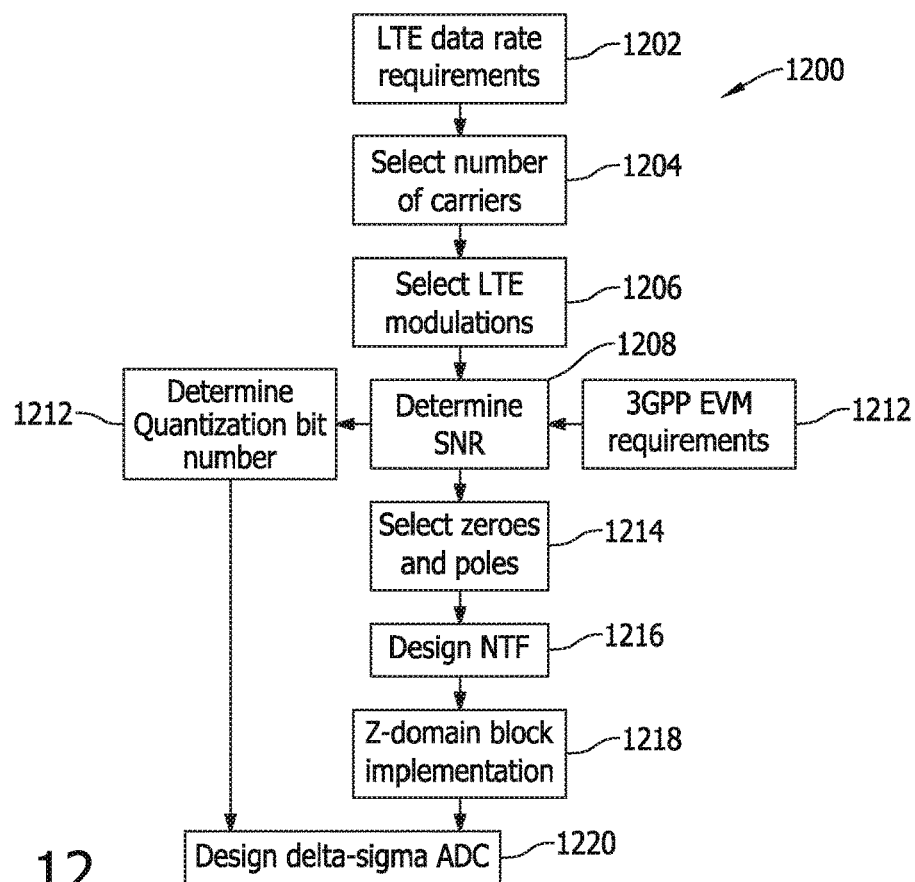 LTE data rate
requirements
1202
1200
Select number
of carriers
1204
Select LTE
modulations
1206
1208
1212
Determine
Quantization bit
number
Determine
SNR
3GPP EVM
requirements
1212
Select zeroes
and poles
1214
Design NTF
1216
Z-domain block
implementation
1218
12
Design delta-sigma ADC
1220